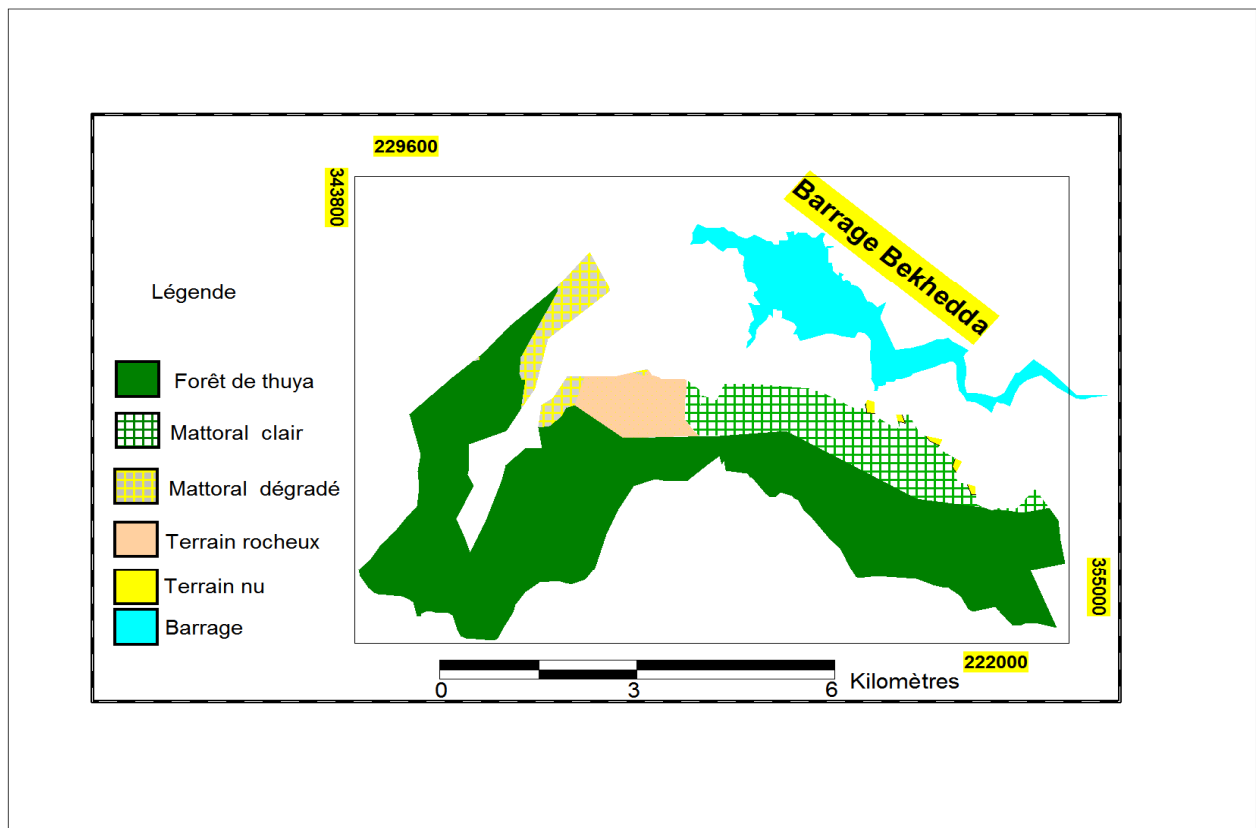 229600
343800
Barrage Bekhedda
Légende
Forêt de thuya
Mattoral clair
Mattoral dégradé
Terrain rocheux
Terrain nu
Barrage
355000
222000
0 3 6 Kilomètres